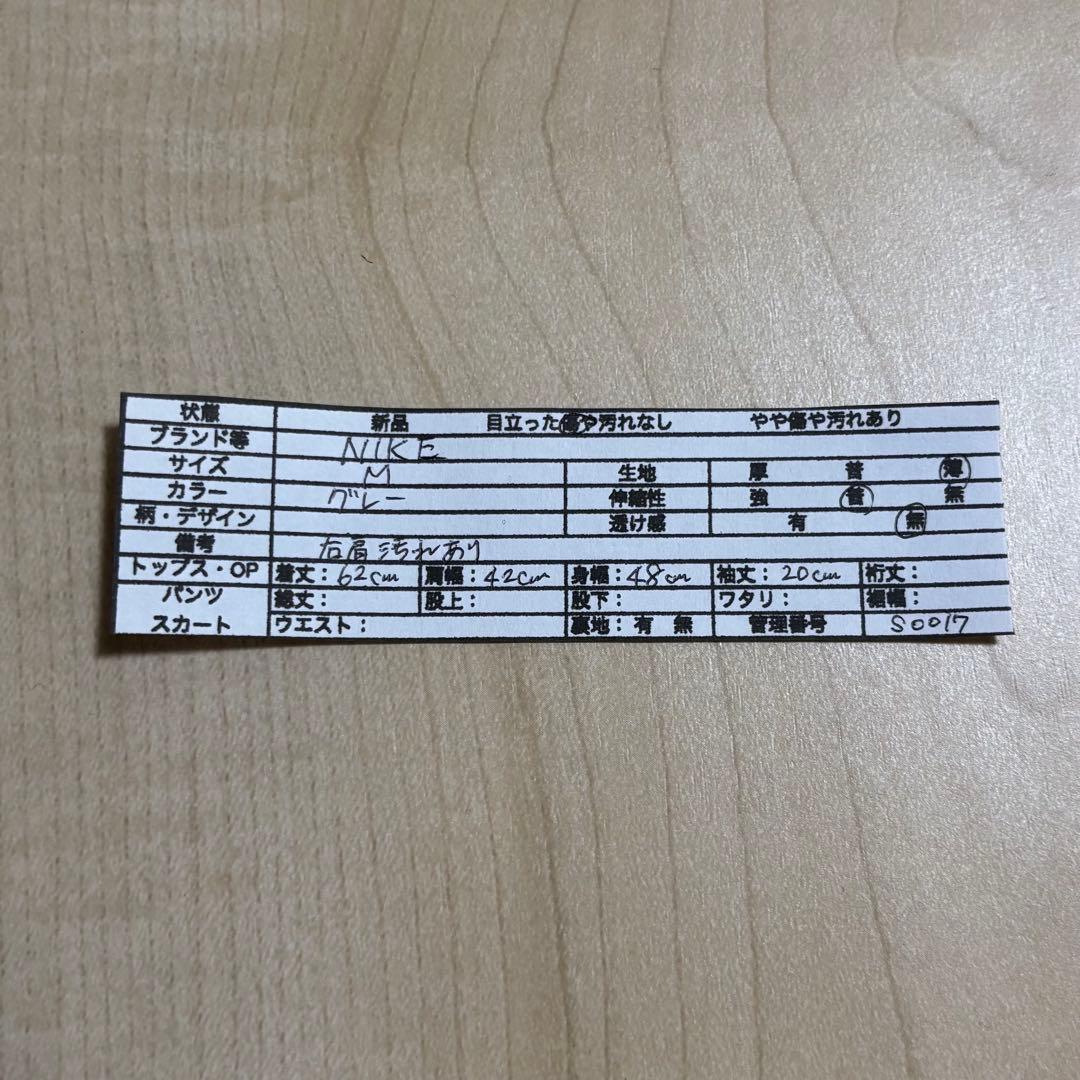 状態 新品 目立った傷や汚れなし やや傷や汚れあり
ブランド等 NIKE
サイズ M 生地 厚 普 薄
カラー グレー 伸縮性 強 普 無
柄・デザイン 透け感 有 無
備考 右肩汚れあり
トップス・OP 着丈：62cm 肩幅：42cm 身幅：48cm 袖丈：20cm 裄丈：
パンツ 総丈： 股上： 股下： ワタリ： 裾幅：
スカート ウエスト： 裏地：有 無 管理番号 S0017